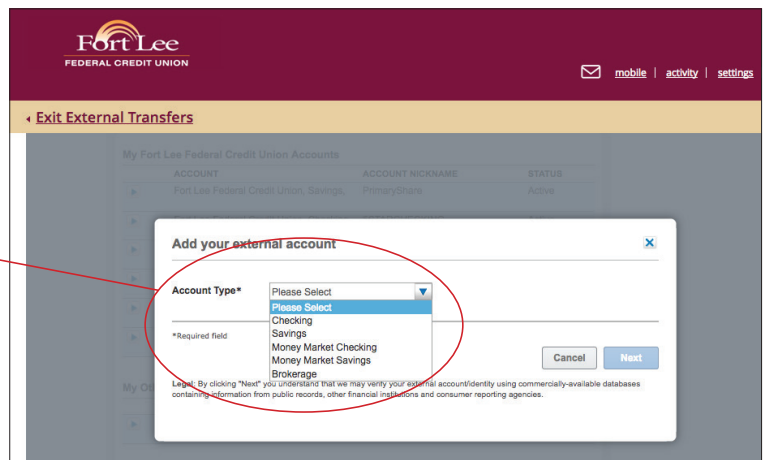 Fort Lee
FEDERAL CREDIT UNION
mobile | activity | settings
Exit External Transfers
My Fort Lee Federal Credit Union Accounts
ACCOUNT ACCOUNT NICKNAME STATUS
Fort Lee Federal Credit Union, Savings, PrimaryShare Active
Add your external account
Account Type* Please Select
Please Select
Checking
Savings
Money Market Checking
Money Market Savings
Brokerage
*Required field
Cancel Next
Legal: By clicking "Next" you understand that we may verify your external account/identity using commercially-available databases
containing information from public records, other financial institutions and consumer reporting agencies.
My